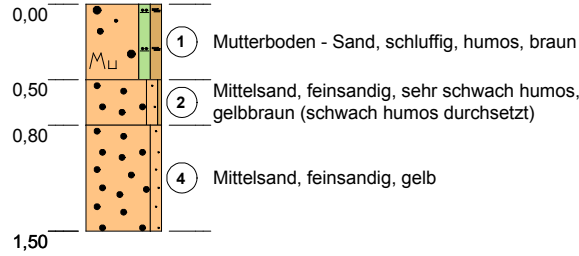 0,00
Mu
1 Mutterboden - Sand, schluffig, humos, braun
0,50
2 Mittelsand, feinsandig, sehr schwach humos,
gelbbraun (schwach humos durchsetzt)
0,80
4 Mittelsand, feinsandig, gelb
1,50